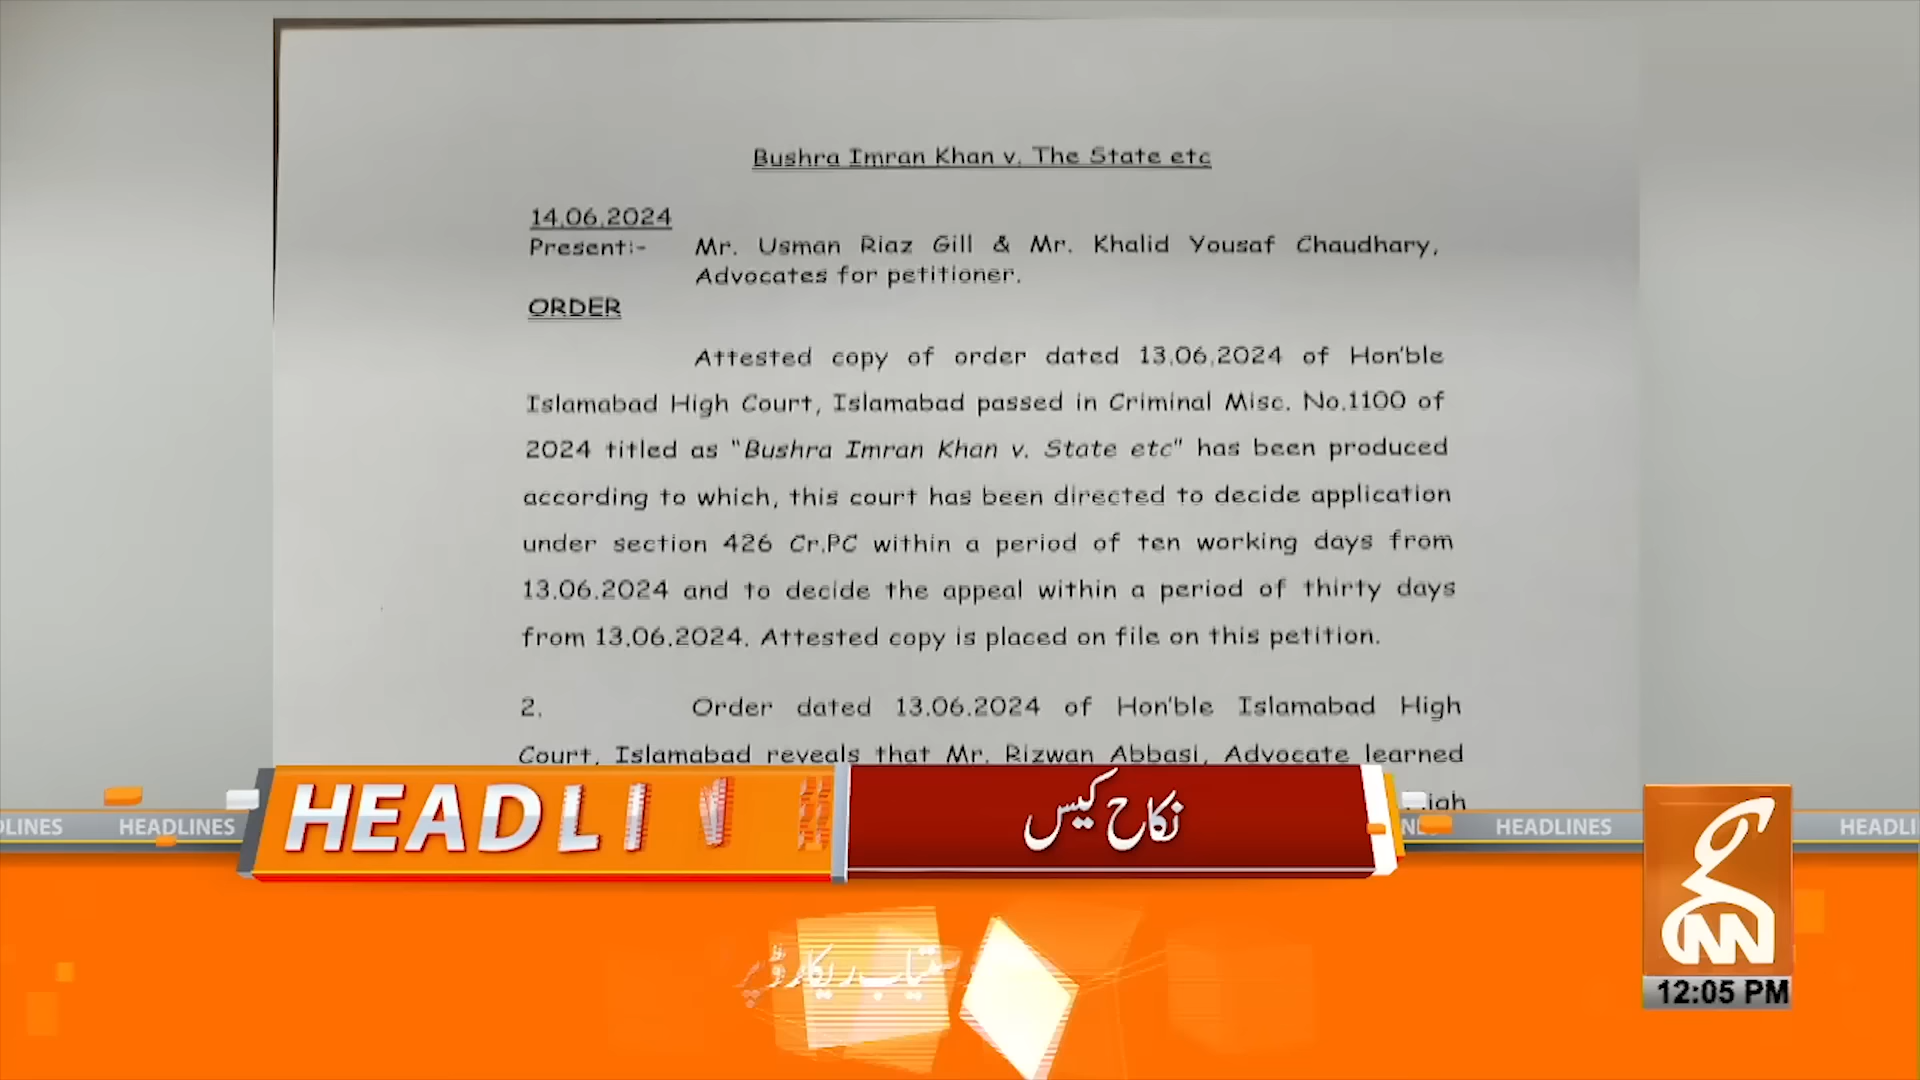 Bushra Imran Khan v. The State etc
14.06.2024
Present:- Mr. Usman Riaz Gill & Mr. Khalid Yousaf Chaudhary,
Advocates for petitioner.
ORDER
Attested copy of order dated 13.06.2024 of Hon'ble
Islamabad High Court, Islamabad passed in Criminal Misc. No.1100 of
2024 titled as "Bushra Imran Khan v. State etc" has been produced
according to which, this court has been directed to decide application
under section 426 Cr.PC within a period of ten working days from
13.06.2024 and to decide the appeal within a period of thirty days
from 13.06.2024. Attested copy is placed on file on this petition.
2. Order dated 13.06.2024 of Hon'ble Islamabad High
Court, Islamabad reveals that Mr. Rizwan Abbasi, Advocate learned
HEADLI
نکاح کیس
DLINES HEADLINES HEADLINES HEADLI
GNN
12:05 PM
ریکارڈ